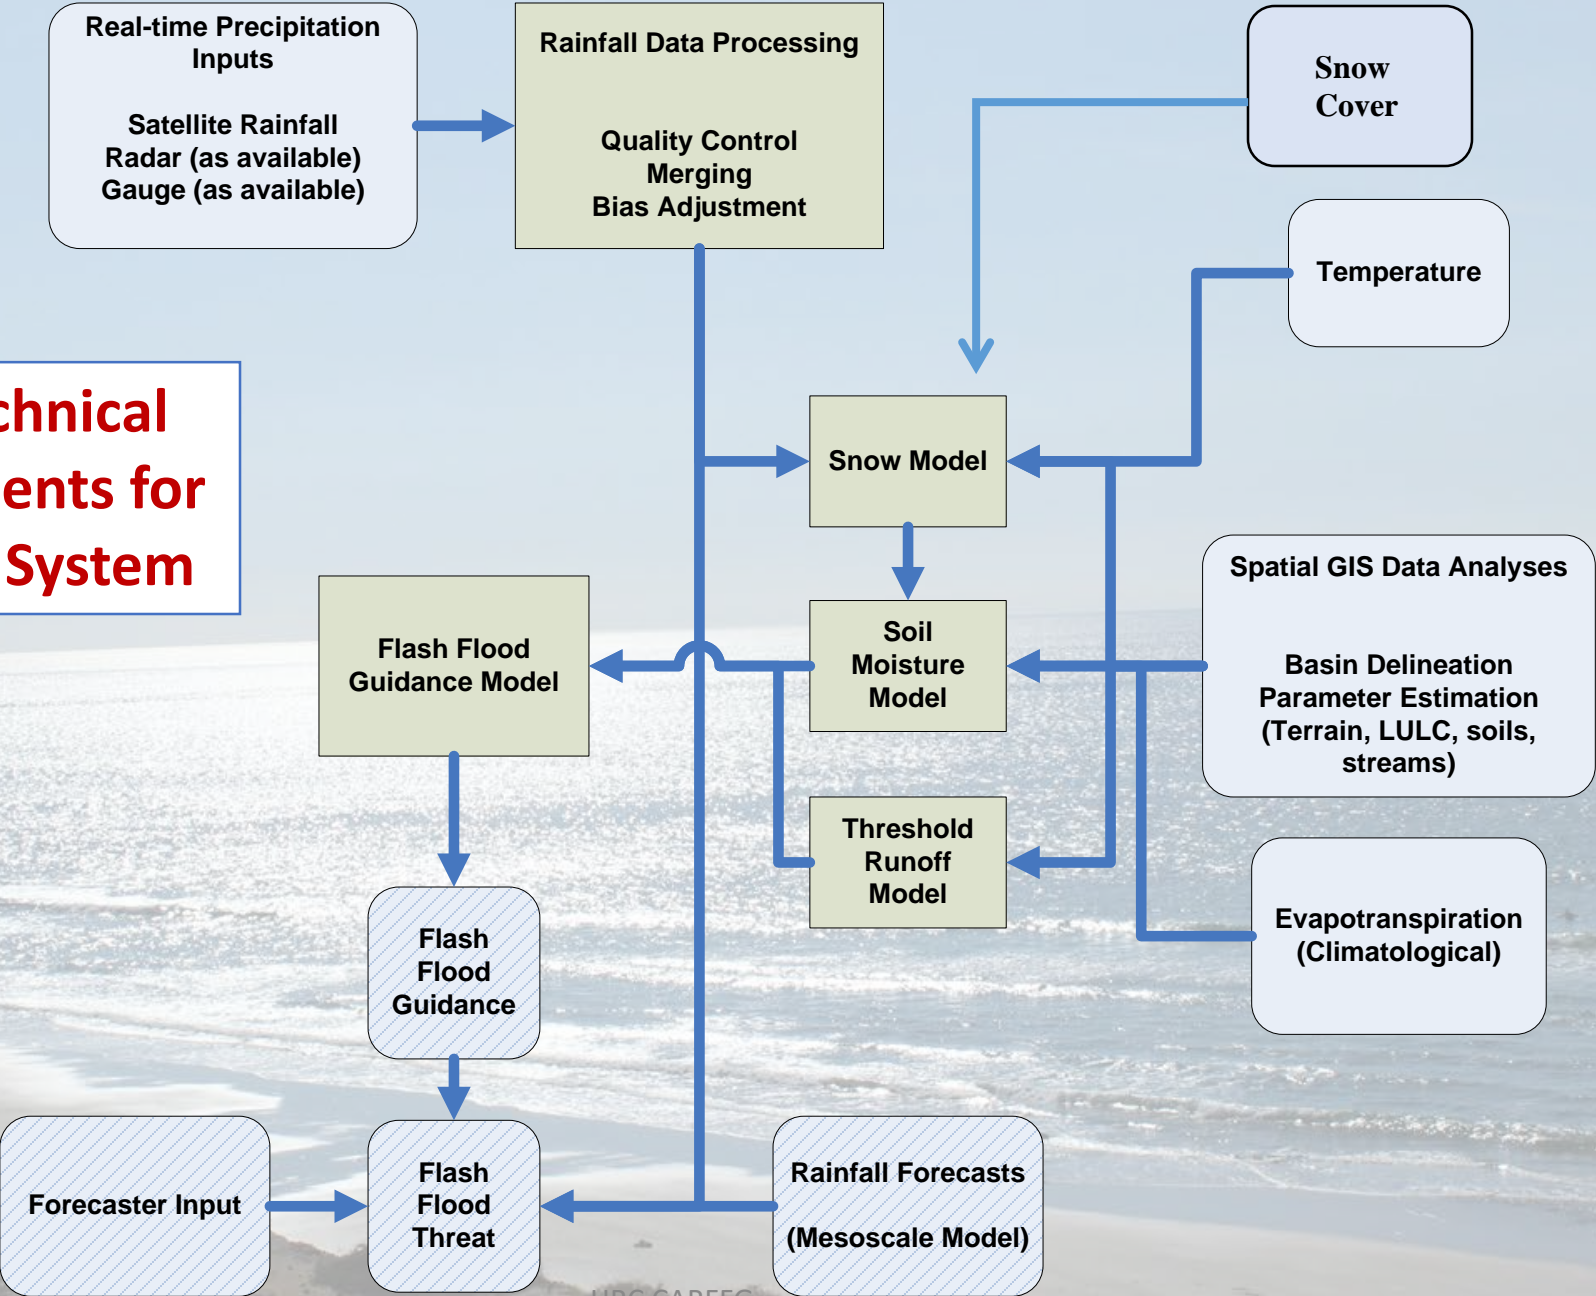 Real-time Precipitation
Inputs
Satellite Rainfall
Radar (as available)
Gauge (as available)
Rainfall Data Processing
Quality Control
Merging
Bias Adjustment
Snow
Cover
Temperature
for
System
Snow Model
Spatial GIS Data Analyses
Basin Delineation
Parameter Estimation
(Terrain, LULC, soils,
streams)
Flash Flood
Guidance Model
Soil
Moisture
Model
Threshold
Runoff
Model
Evapotranspiration
(Climatological)
Flash
Flood
Guidance
Forecaster Input
Flash
Flood
Threat
Rainfall Forecasts
(Mesoscale Model)